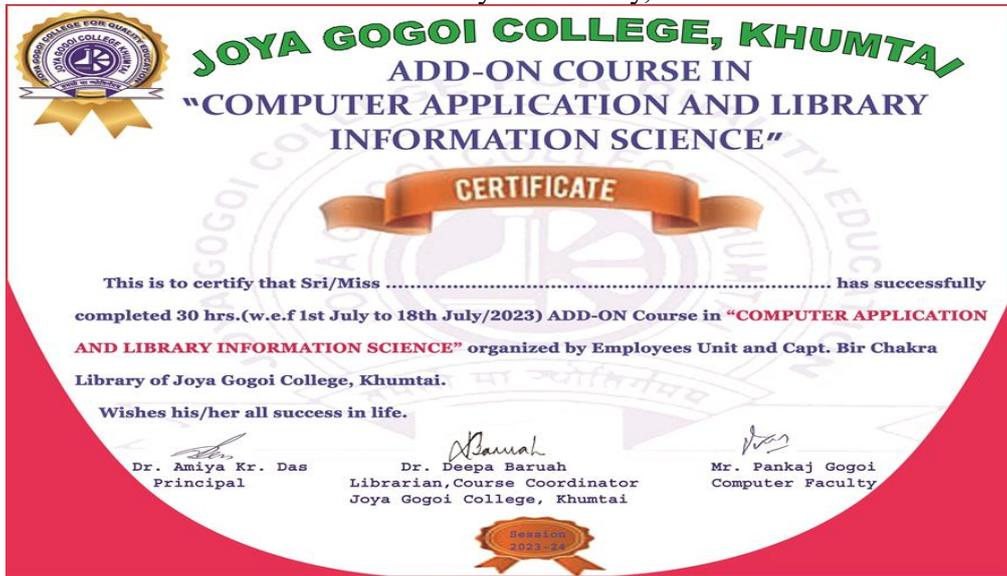 JOYA GOGOI COLLEGE, KHUMTAI
ADD-ON COURSE IN
"COMPUTER APPLICATION AND LIBRARY
INFORMATION SCIENCE"
CERTIFICATE
This is to certify that Sri/Miss ................................................................................ has successfully
completed 30 hrs.(w.e.f 1st July to 18th July/2023) ADD-ON Course in "COMPUTER APPLICATION
AND LIBRARY INFORMATION SCIENCE" organized by Employees Unit and Capt. Bir Chakra
Library of Joya Gogoi College, Khumtai.
Wishes his/her all success in life.
DBaruah
Dr. Amiya Kr. Das
Principal
Dr. Deepa Baruah
Librarian,Course Coordinator
Joya Gogoi College, Khumtai
Mr. Pankaj Gogoi
Computer Faculty
Session
2023-24